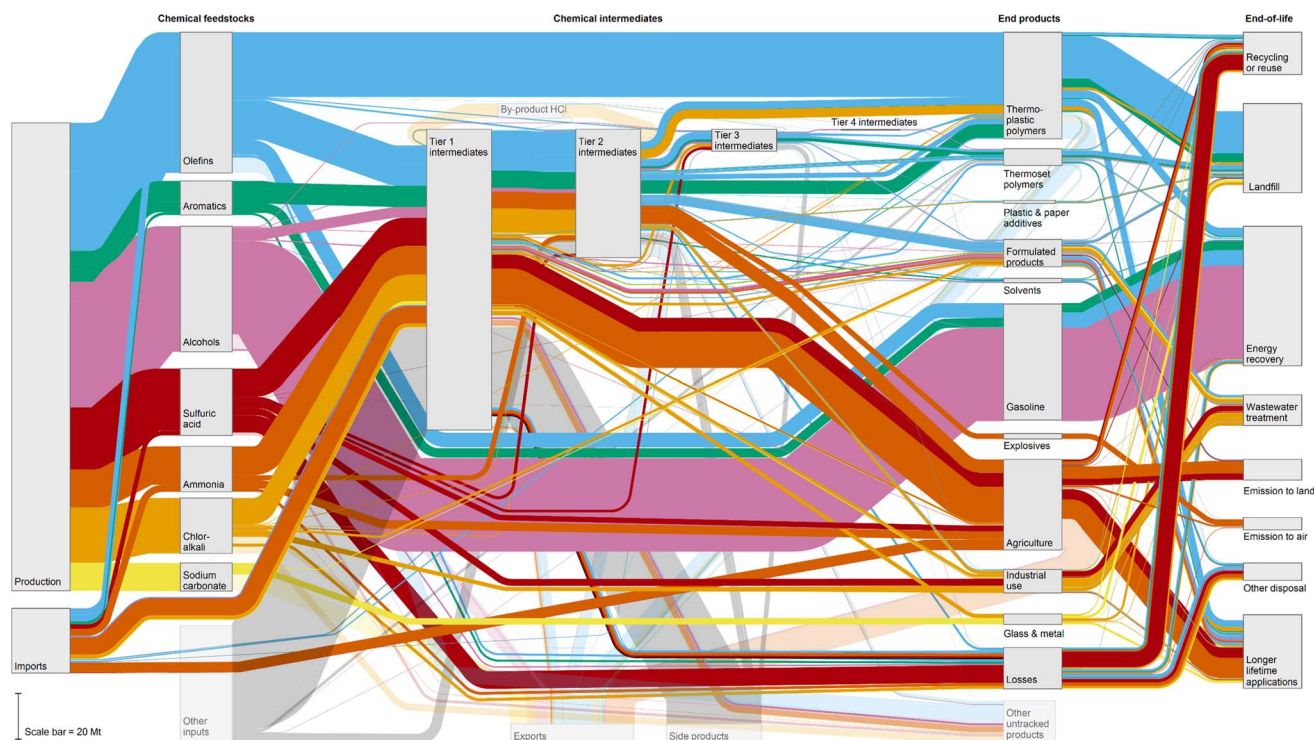 Chemical feedstocks
Chemical intermediates
End products
End-of-life
Olefins
Aromatics
Alcohols
Sulfuric
acid
Ammonia
Chlor-
alkali
Sodium
carbonate
Other
inputs
Production
Imports
Scale bar = 20 Mt
By-product HCl
Tier 1
intermediates
Tier 2
intermediates
Tier 3
intermediates
Tier 4 intermediates
Exports
Side products
Thermo-
plastic
polymers
Thermoset
polymers
Plastic & paper
additives
Formulated
products
Solvents
Gasoline
Explosives
Agriculture
Industrial
use
Glass & metal
Losses
Other
untracked
products
Recycling
or reuse
Landfill
Energy
recovery
Wastewater
treatment
Emission to land
Emission to air
Other disposal
Longer
lifetime
applications